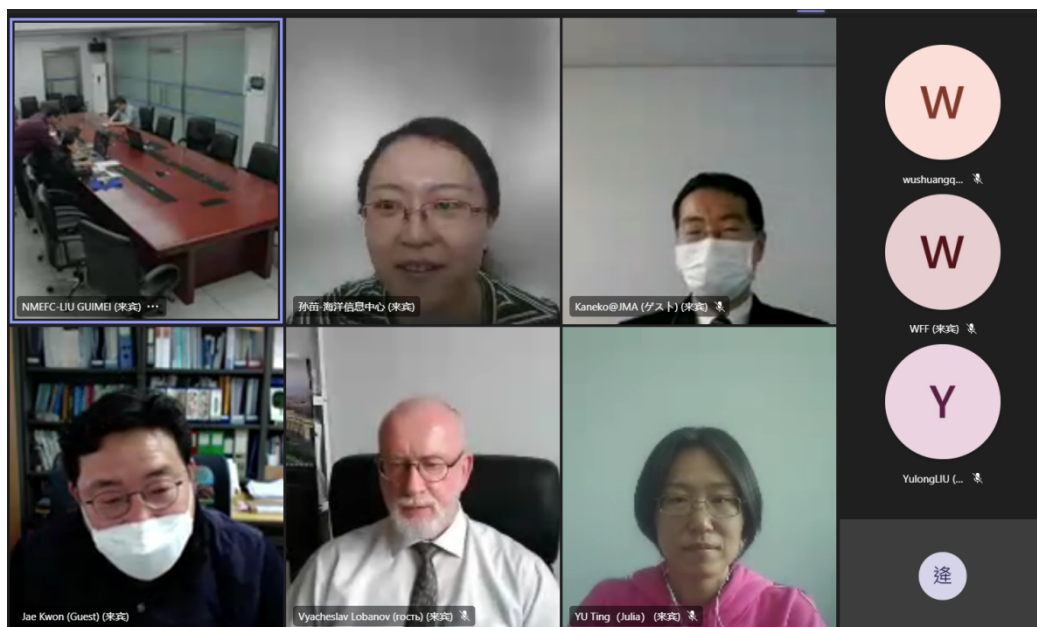 NMEFC-LIU GUIMEI (来宾) ···
孙苗-海洋信息中心 (来宾)
Kaneko@JMA (ゲスト) (来宾)
W
wushuangq...
W
WFF (来宾)
Y
YulongLIU (...
Jae Kwon (Guest) (来宾)
Vyacheslav Lobanov (гость) (来宾)
YU Ting（Julia） (来宾)
逄